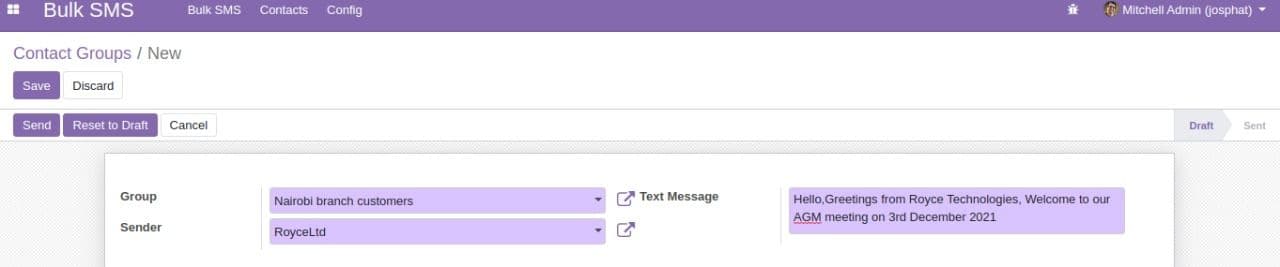 Bulk SMS Bulk SMS Contacts Config Mitchell Admin (josphat)
Contact Groups / New
Save Discard
Send Reset to Draft Cancel Draft Sent
Group Nairobi branch customers Text Message Hello,Greetings from Royce Technologies, Welcome to our
AGM meeting on 3rd December 2021
Sender RoyceLtd